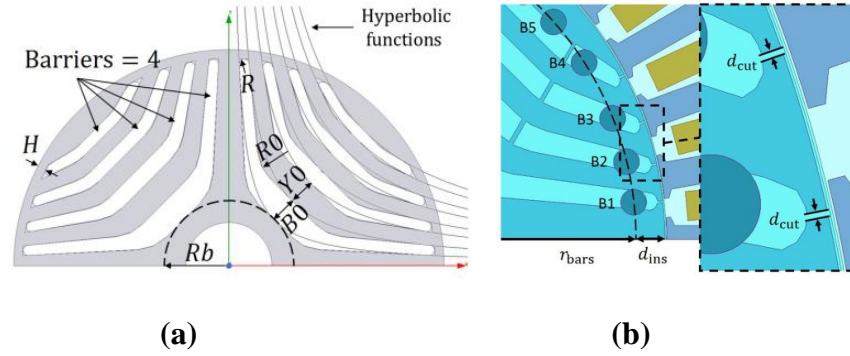 Hyperbolic
functions
Barriers = 4
R
H
R0
Y0
B0
Rb
B5
B4
B3
B2
B1
d_cut
d_cut
r_bars
d_ins
(a)
(b)